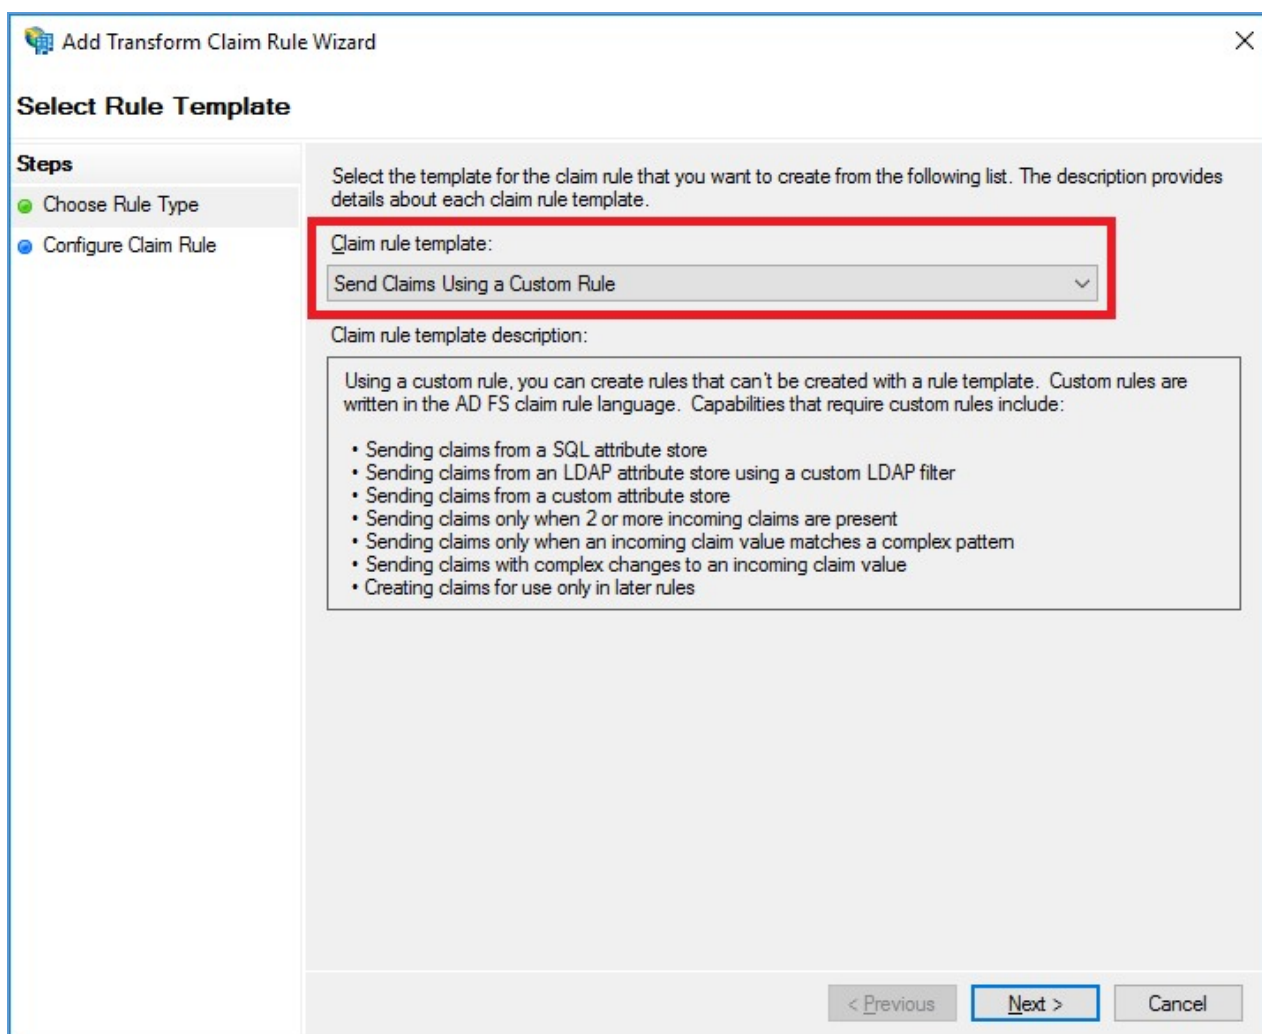 Add Transform Claim Rule Wizard
Select Rule Template
Steps
Choose Rule Type
Configure Claim Rule
Select the template for the claim rule that you want to create from the following list. The description provides
details about each claim rule template.
Claim rule template:
Send Claims Using a Custom Rule
Claim rule template description:
Using a custom rule, you can create rules that can't be created with a rule template. Custom rules are
written in the AD FS claim rule language. Capabilities that require custom rules include:
• Sending claims from a SQL attribute store
• Sending claims from an LDAP attribute store using a custom LDAP filter
• Sending claims from a custom attribute store
• Sending claims only when 2 or more incoming claims are present
• Sending claims only when an incoming claim value matches a complex pattern
• Sending claims with complex changes to an incoming claim value
• Creating claims for use only in later rules
< Previous
Next >
Cancel